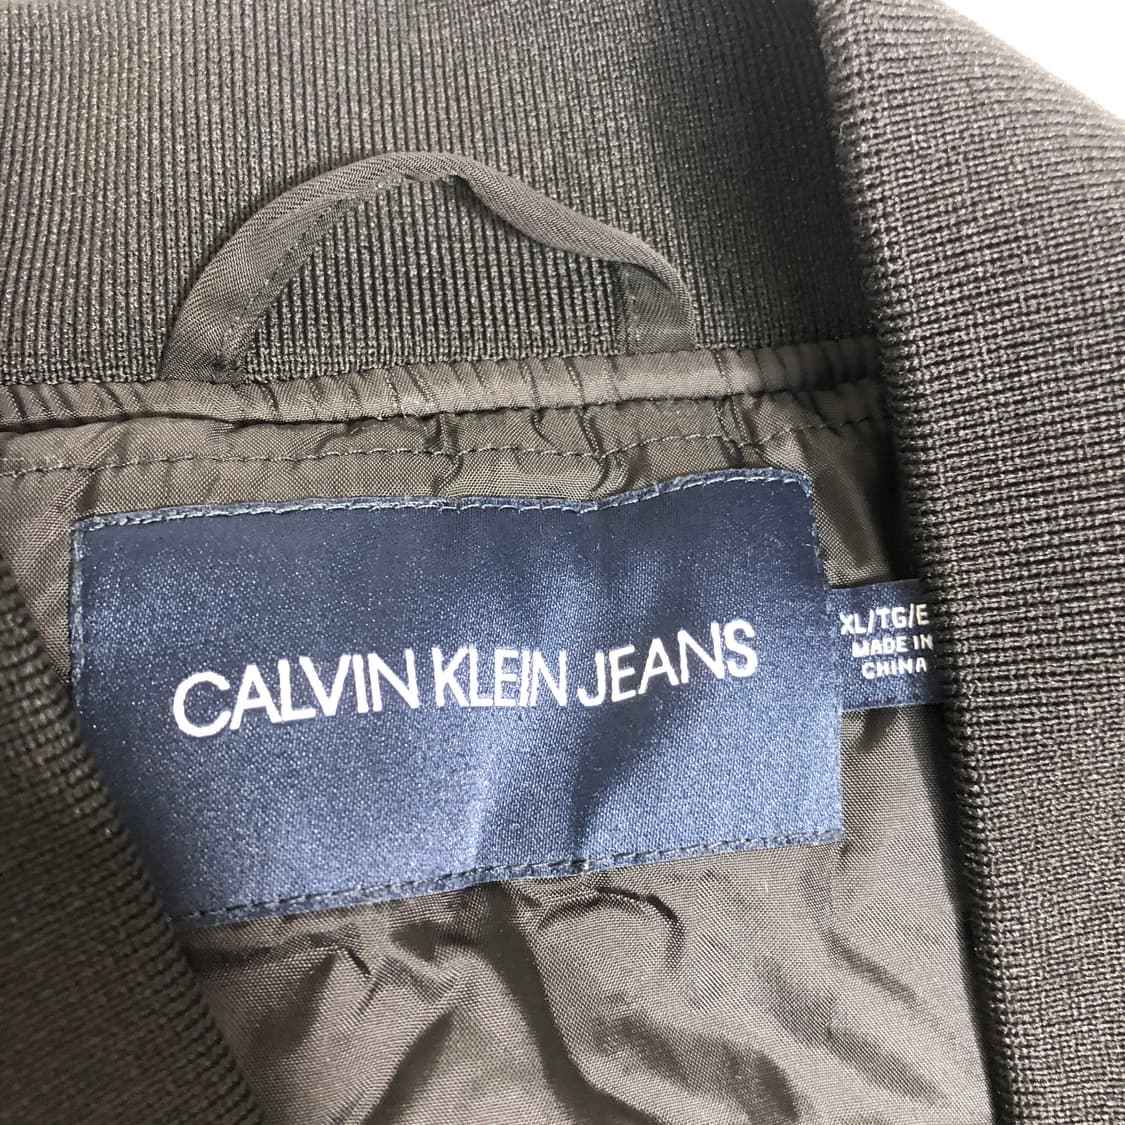 CALVIN KLEIN JEANS
XL/TG/E
MADE IN
CHINA